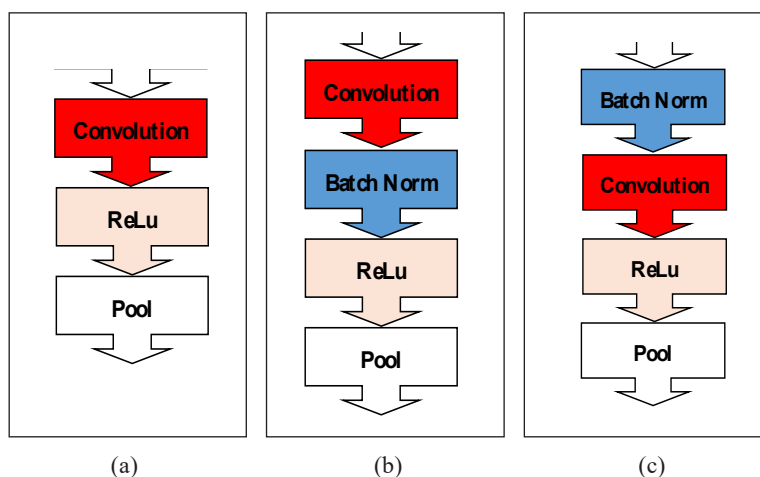 Convolution
ReLu
Pool
(a)
Convolution
Batch Norm
ReLu
Pool
(b)
Batch Norm
Convolution
ReLu
Pool
(c)